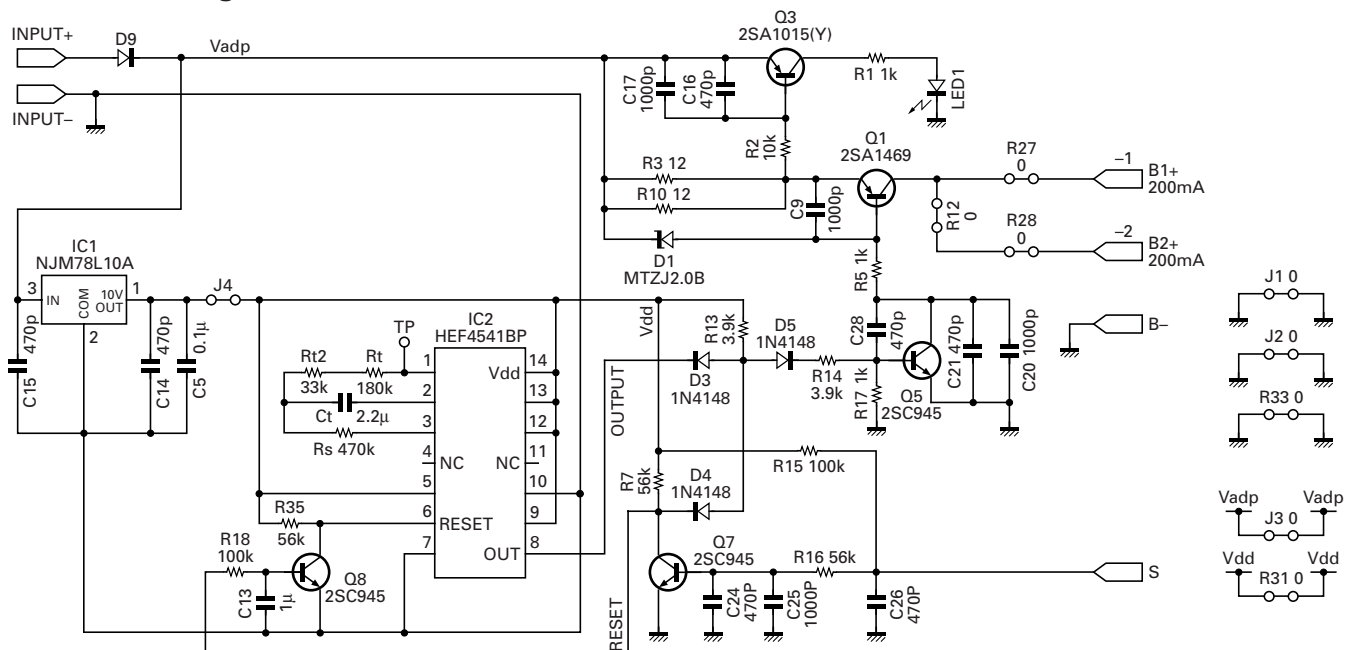 INPUT+
D9
Vadp
INPUT–
Q3
2SA1015(Y)
C17
1000p
C16
470p
R1 1k
LED1
R2
10k
Q1
2SA1469
R3 12
R10 12
C9
1000p
R27
0
–1
B1+
200mA
R12
0
R28
0
–2
B2+
200mA
D1
MTZJ2.0B
R5 1k
IC1
NJM78L10A
3
IN
COM
10V
OUT
1
2
J4
470p
C15
470p
C14
0.1µ
C5
TP
IC2
HEF4541BP
Rt2
33k
Rt
180k
Ct
2.2µ
Rs 470k
1
2
3
4
NC
5
6
RESET
7
14
Vdd
13
12
11
NC
10
9
8
OUT
R35
56k
R18
100k
C13
1µ
Q8
2SC945
OUTPUT
Vdd
R13
3.9k
D3
1N4148
D5
1N4148
R14
3.9k
C28
470p
R17 1k
Q5
2SC945
C21 470p
C20 1000p
B–
R15 100k
R7
56k
D4
1N4148
Q7
2SC945
R16 56k
C24
470P
C25
1000P
C26
470P
S
RESET
J1 0
J2 0
R33 0
Vadp
Vadp
J3 0
Vdd
Vdd
R31 0